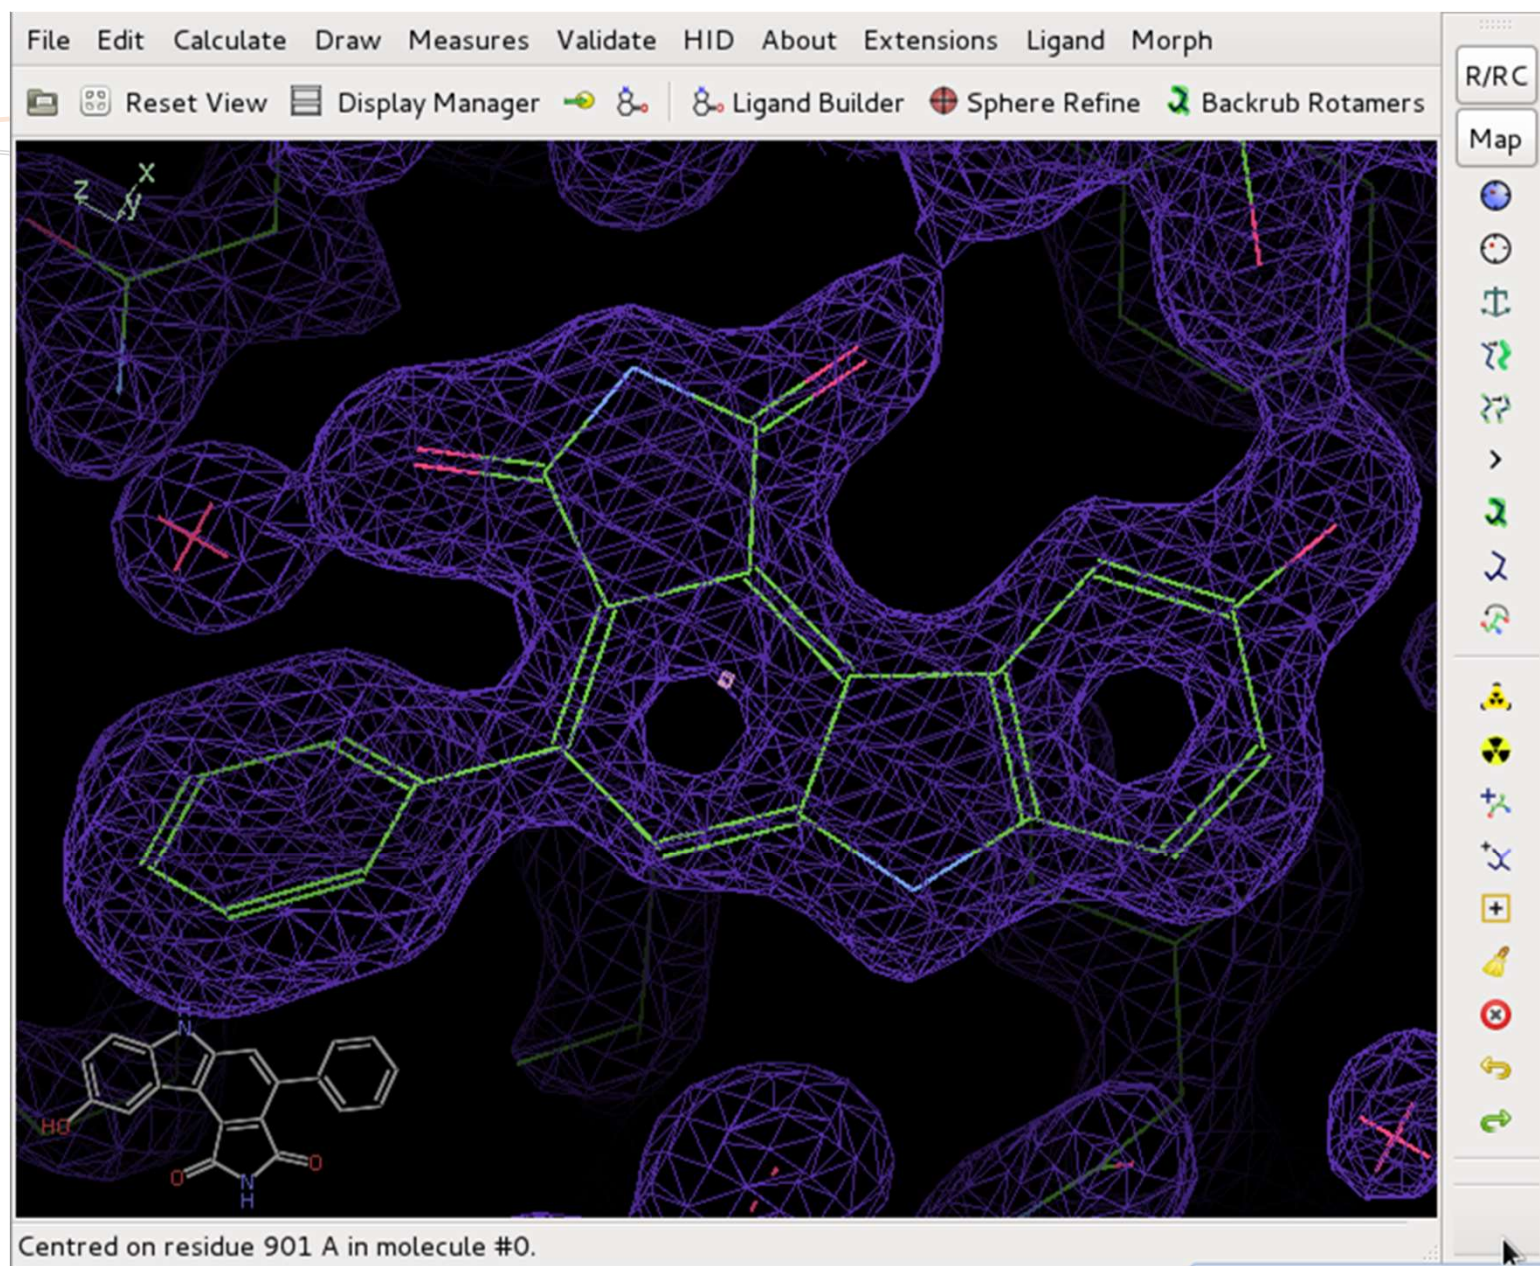 File Edit Calculate Draw Measures Validate HID About Extensions Ligand Morph
R/RC
Reset View Display Manager Ligand Builder Sphere Refine Backrub Rotamers
Map
x
z
y
H
N
HO
O
O
N
H
Centred on residue 901 A in molecule #0.